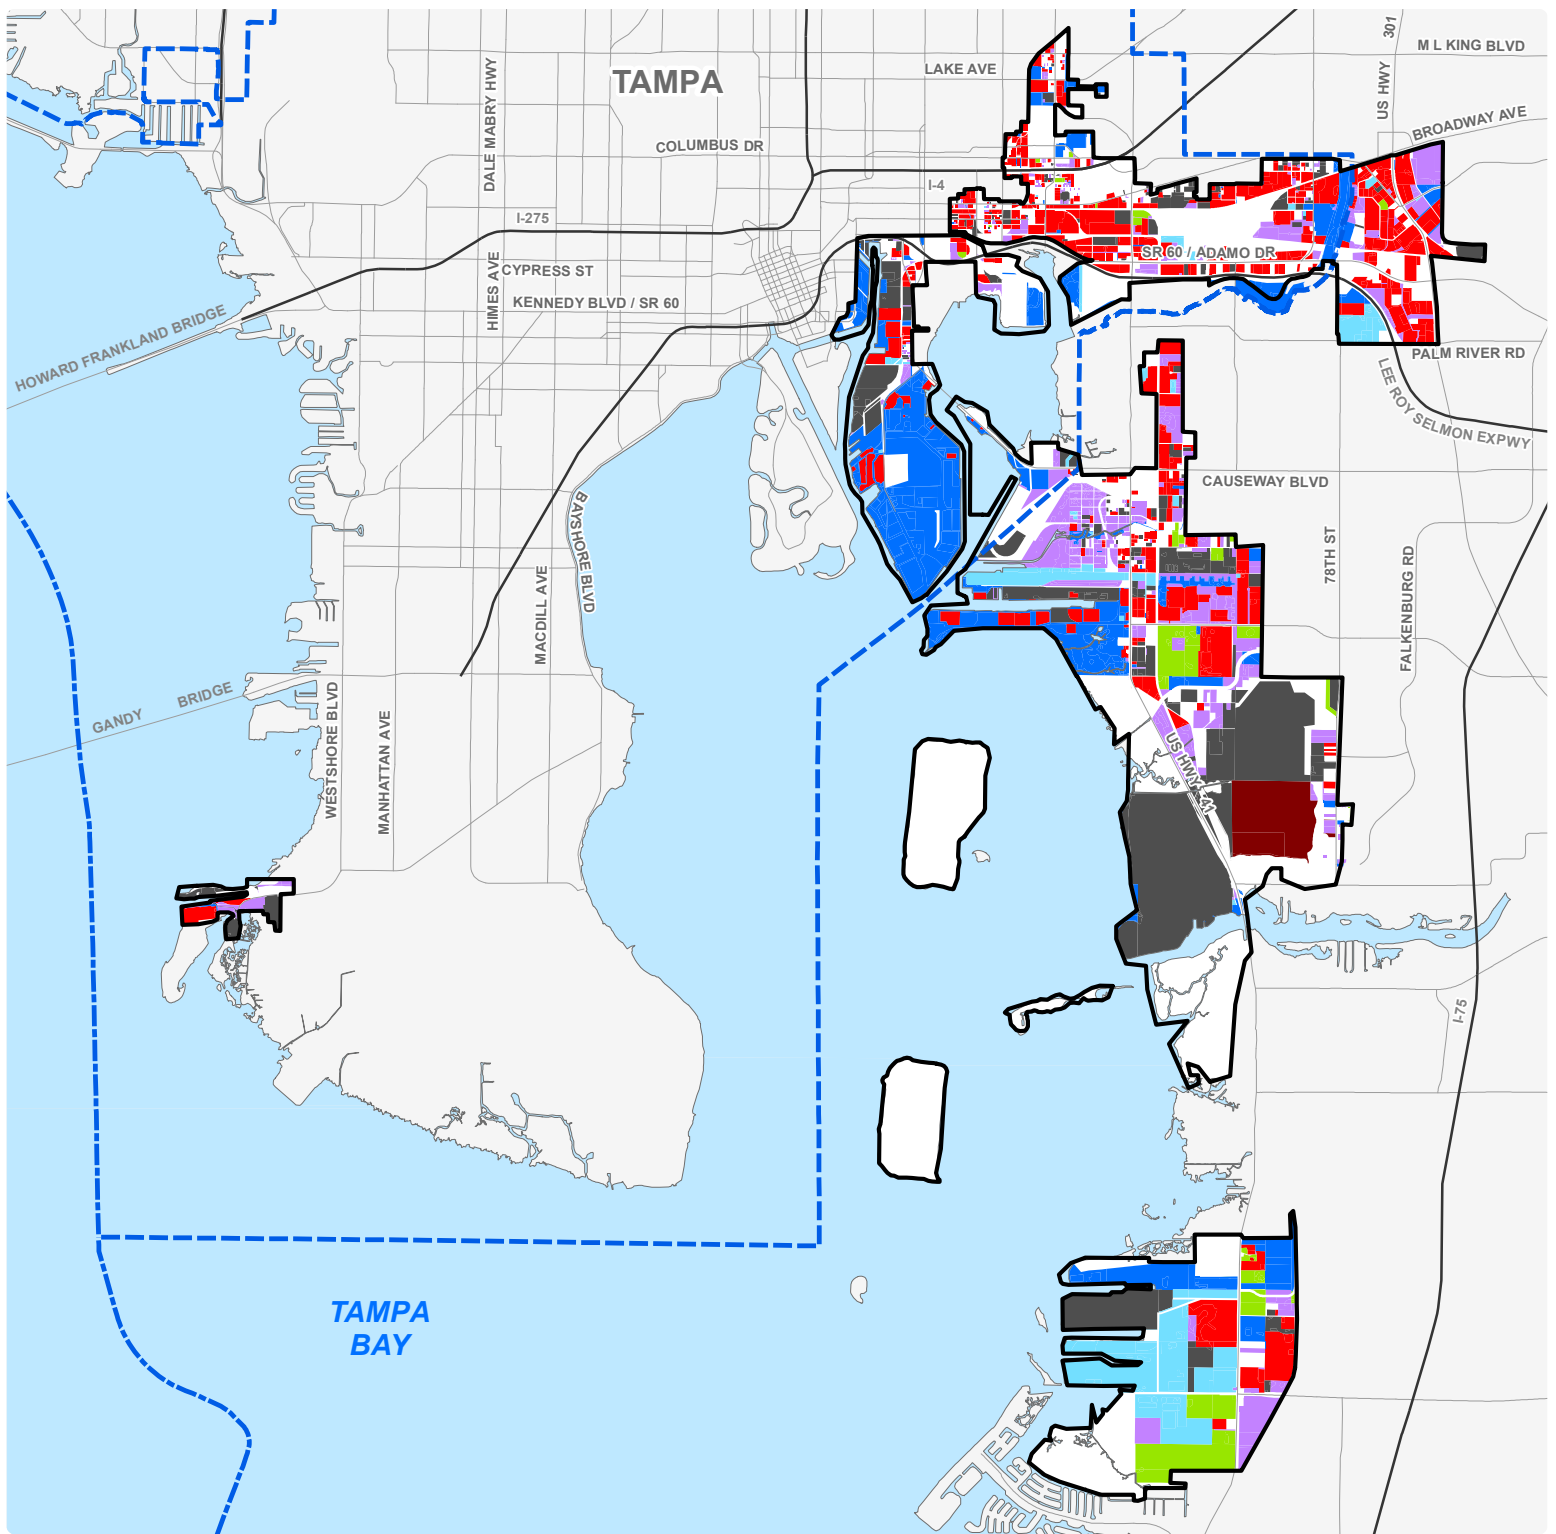 301
M L KING BLVD
LAKE AVE
TAMPA
US HWY
DALE MABRY HWY
BROADWAY AVE
COLUMBUS DR
I-4
I-275
SR 60 / ADAMO DR
CYPRESS ST
HIMES AVE
KENNEDY BLVD / SR 60
HOWARD FRANKLAND BRIDGE
PALM RIVER RD
LEE ROY SELMON EXPWY
CAUSEWAY BLVD
BAYSHORE BLVD
78TH ST
MACDILL AVE
FALKENBURG RD
GANDY BRIDGE
WESTSHORE BLVD
MANHATTAN AVE
US HWY 41
I-75
TAMPA
BAY